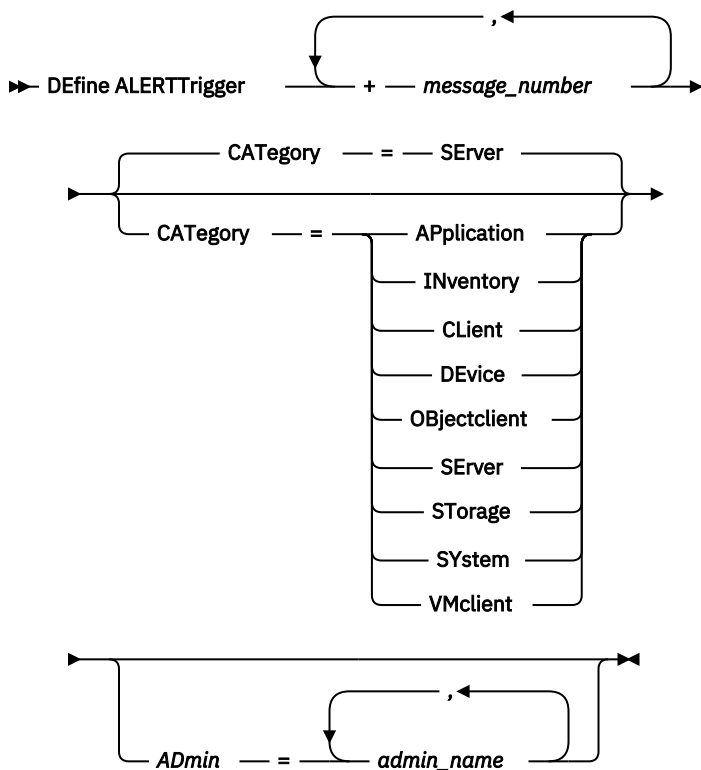 ,
DEfine ALERTTrigger + message_number
CATegory = SErver
CATegory = APplication
INventory
CLient
DEvice
OBjectclient
SErver
STorage
SYstem
VMclient
,
ADmin = admin_name